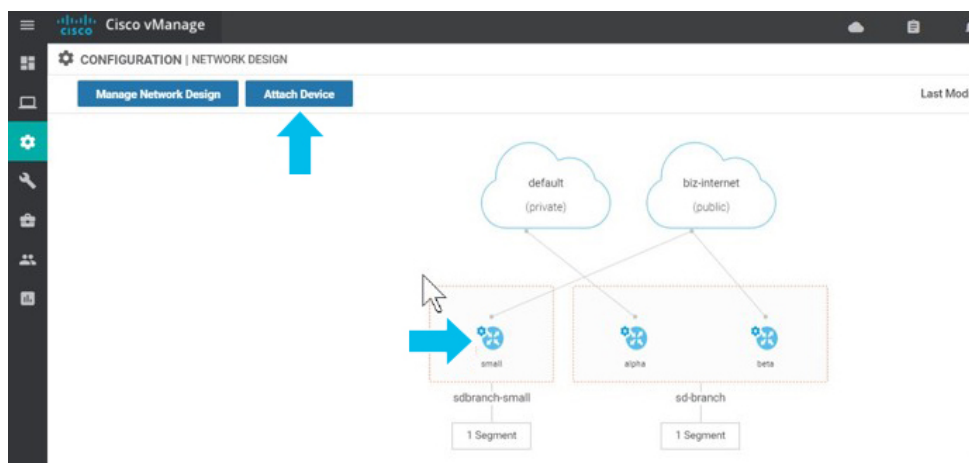 cisco Cisco vManage
CONFIGURATION | NETWORK DESIGN
Manage Network Design
Attach Device
Last Mod
default
(private)
biz-internet
(public)
small
alpha
beta
sdbranch-small
sd-branch
1 Segment
1 Segment